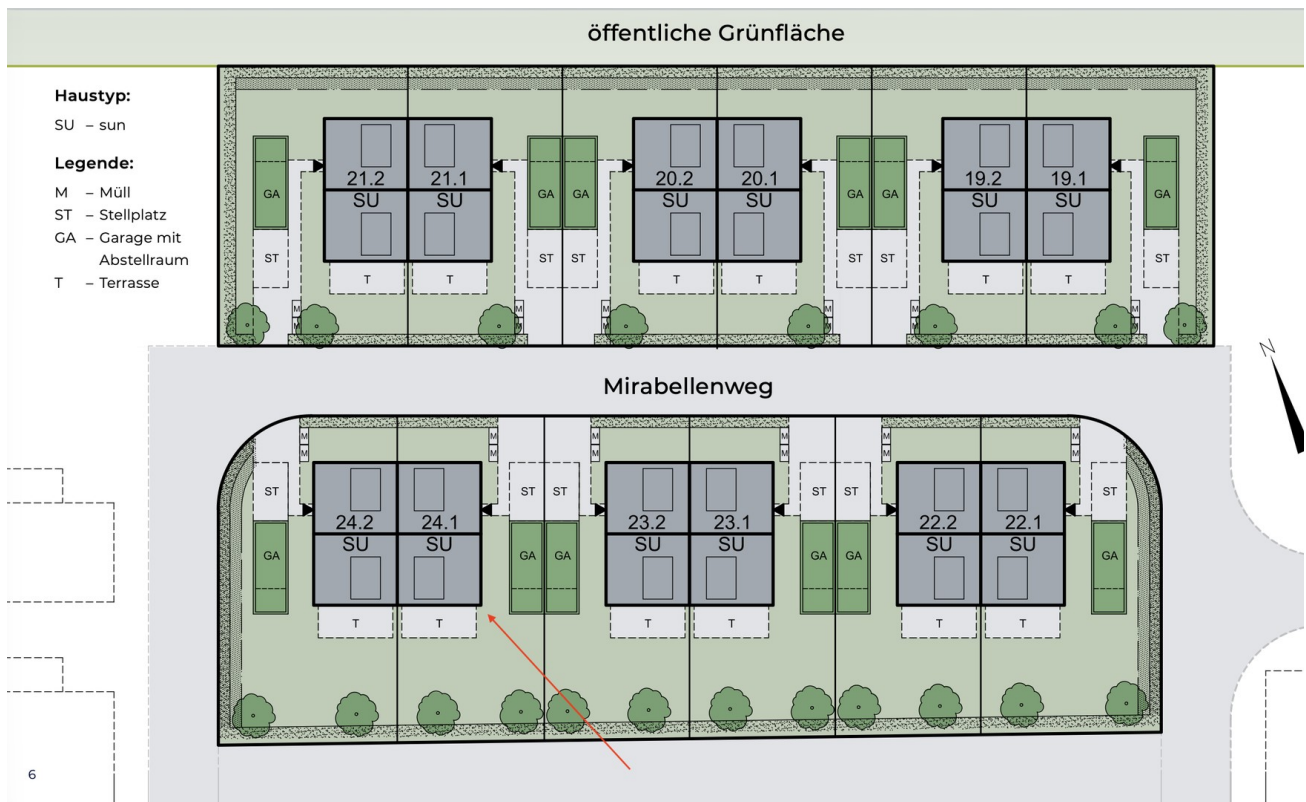 öffentliche Grünfläche
Haustyp:
SU – sun
Legende:
M – Müll
ST – Stellplatz
GA – Garage mit
Abstellraum
T – Terrasse
21.2 21.1 20.2 20.1 19.2 19.1
GA GA GA GA GA GA
SU SU SU SU SU SU
ST ST ST ST ST ST
T T T T T T
M M M M M M
M M M M M M
N
Mirabellenweg
M M M M M M
M M M M M M
ST ST ST ST ST ST
24.2 24.1 23.2 23.1 22.2 22.1
SU SU SU SU SU SU
GA GA GA GA GA GA
T T T T T T
6